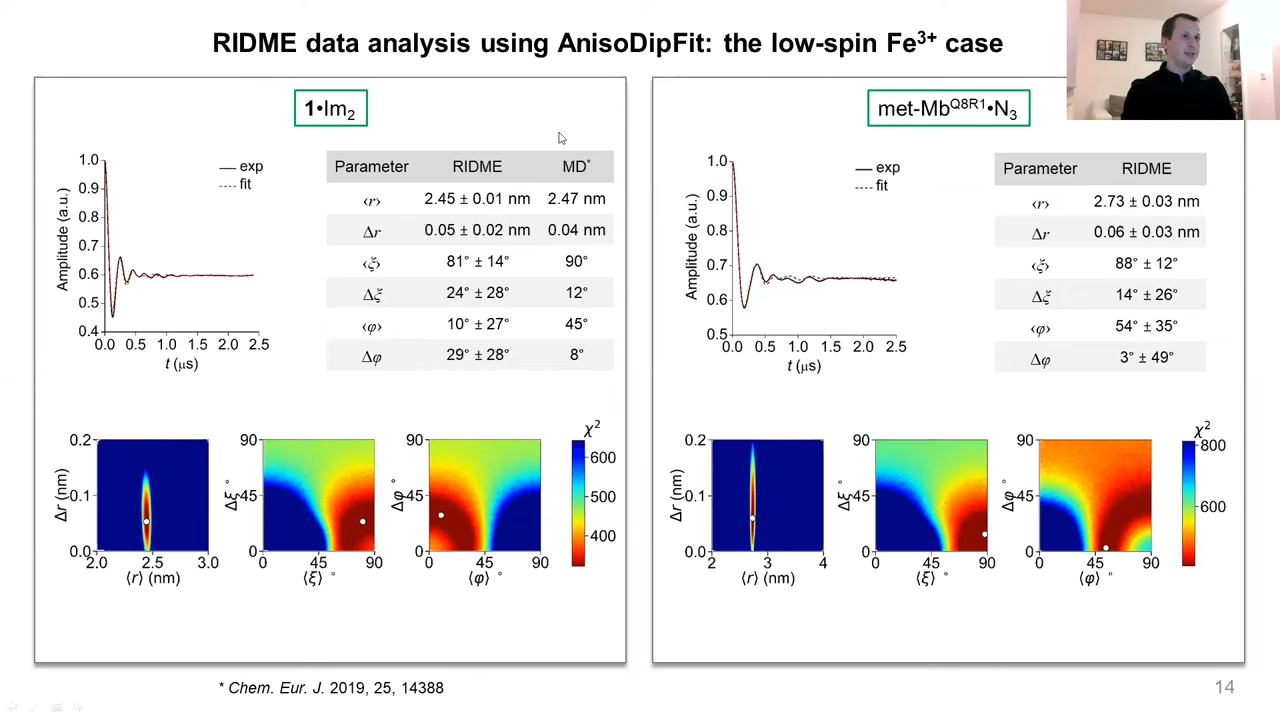 RIDME data analysis using AnisoDipFit: the low-spin Fe³⁺ case
1•Im₂
1.0
0.9
0.8
0.7
0.6
0.5
0.4
Amplitude (a.u.)
exp
fit
0.0 0.5 1.0 1.5 2.0 2.5
t (μs)
Parameter RIDME MD*
‹r› 2.45 ± 0.01 nm 2.47 nm
Δr 0.05 ± 0.02 nm 0.04 nm
‹ξ› 81° ± 14° 90°
Δξ 24° ± 28° 12°
‹φ› 10° ± 27° 45°
Δφ 29° ± 28° 8°
0.2
0.1
0.0
Δr (nm)
2.0 2.5 3.0
⟨r⟩ (nm)
90
45
0
Δξ °
0 45 90
⟨ξ⟩ °
90
45
0
Δφ °
0 45 90
⟨φ⟩ °
χ²
600
500
400
met-Mb^Q8R1•N₃
1.0
0.9
0.8
0.7
0.6
0.5
Amplitude (a.u.)
exp
fit
0.0 0.5 1.0 1.5 2.0 2.5
t (μs)
Parameter RIDME
‹r› 2.73 ± 0.03 nm
Δr 0.06 ± 0.03 nm
‹ξ› 88° ± 12°
Δξ 14° ± 26°
‹φ› 54° ± 35°
Δφ 3° ± 49°
0.2
0.1
0.0
Δr (nm)
2 3 4
⟨r⟩ (nm)
90
45
0
Δξ °
0 45 90
⟨ξ⟩ °
90
45
0
Δφ °
0 45 90
⟨φ⟩ °
χ²
800
600
* Chem. Eur. J. 2019, 25, 14388
14